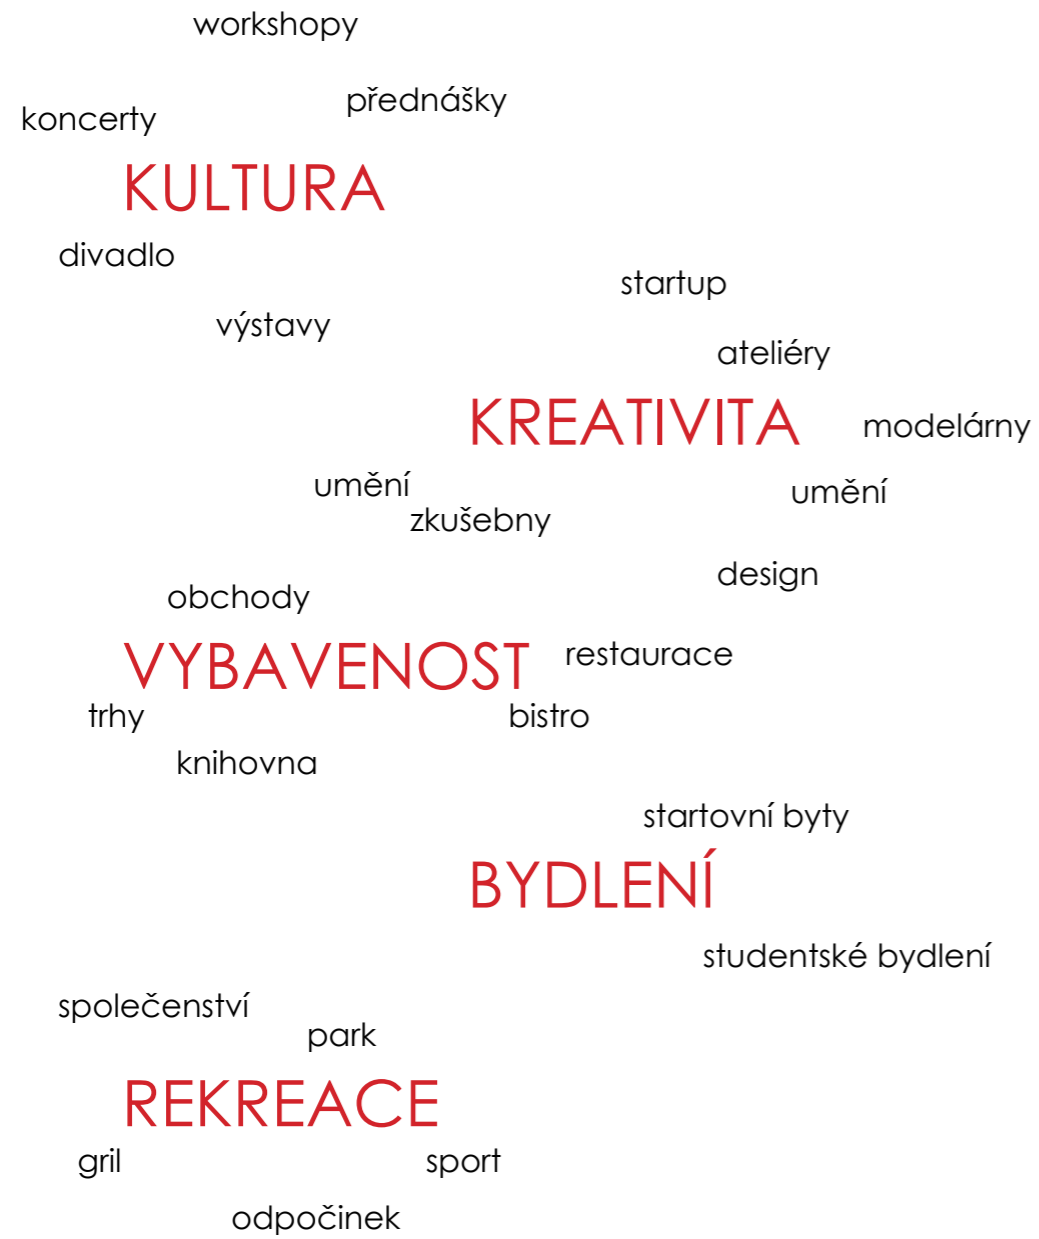 workshopy
přednášky
koncerty
KULTURA
divadlo
startup
výstavy
ateliéry
KREATIVITA
modelárny
umění
umění
zkušebny
design
obchody
VYBAVENOST
restaurace
trhy
bistro
knihovna
startovní byty
BYDLENÍ
studentské bydlení
společenství
park
REKREACE
gril
sport
odpočinek